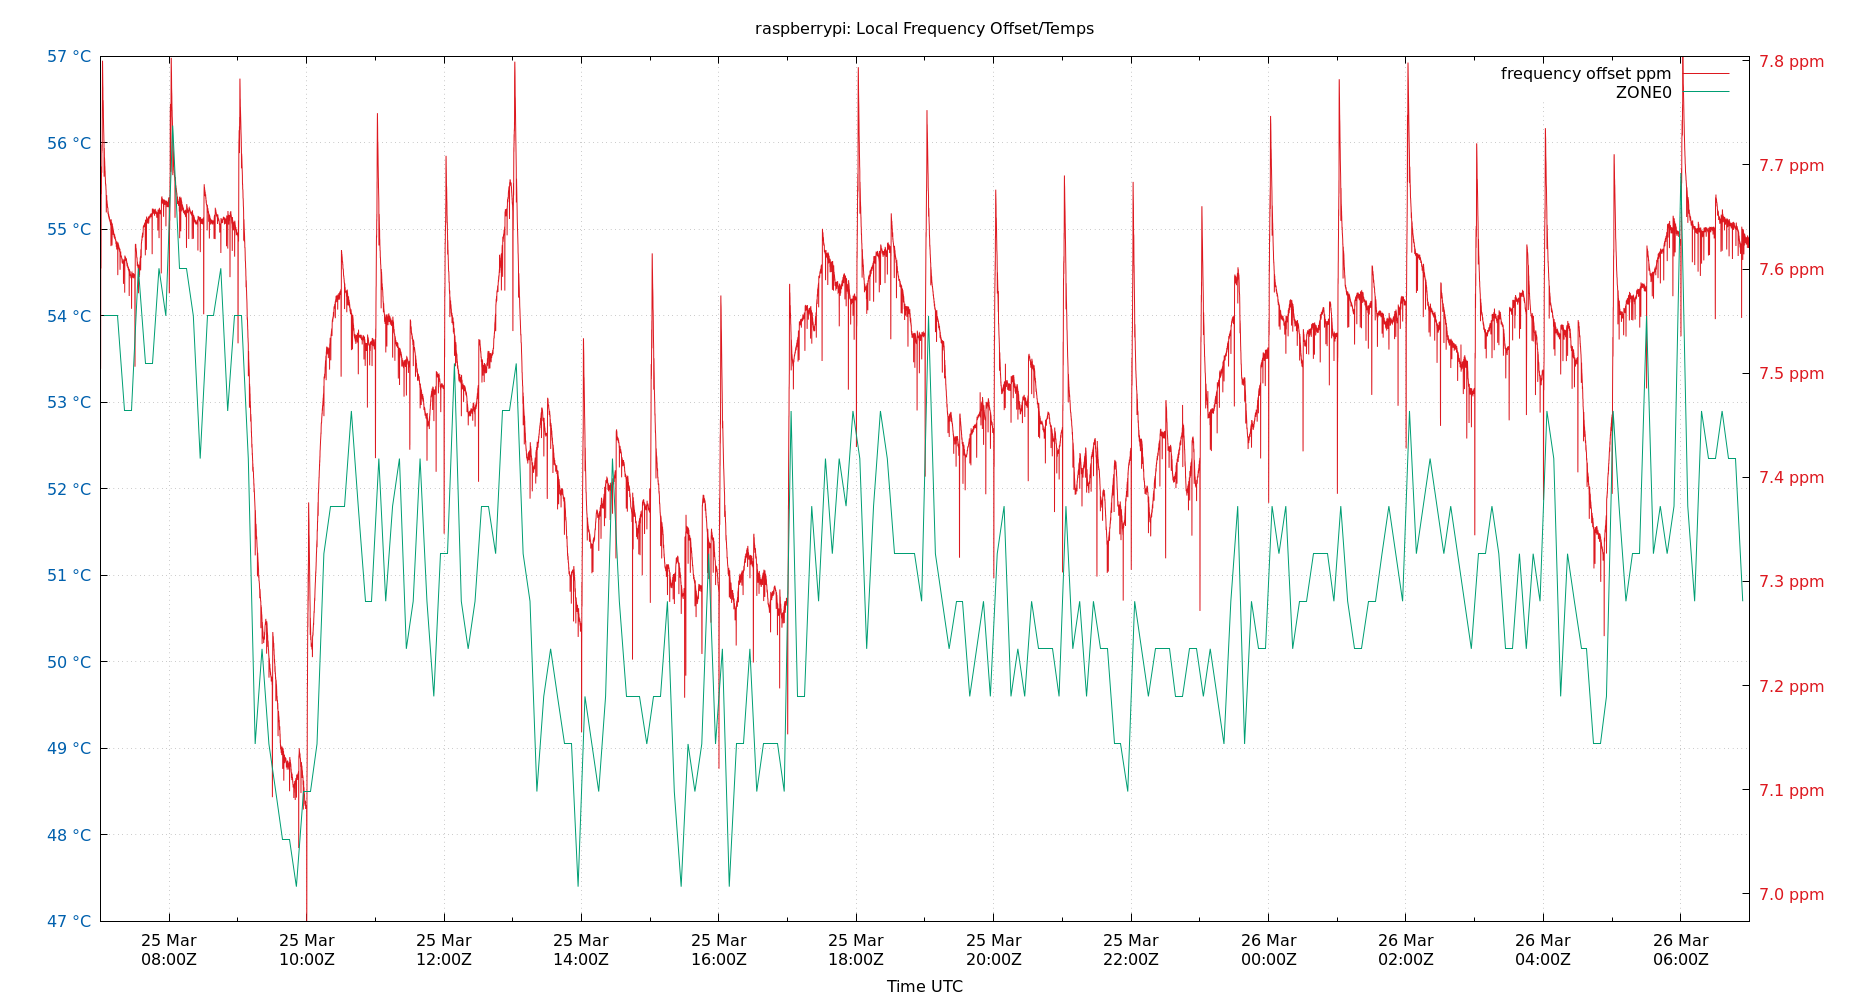 raspberrypi: Local Frequency Offset/Temps
57 °C
56 °C
55 °C
54 °C
53 °C
52 °C
51 °C
50 °C
49 °C
48 °C
47 °C
frequency offset ppm
ZONE0
7.8 ppm
7.7 ppm
7.6 ppm
7.5 ppm
7.4 ppm
7.3 ppm
7.2 ppm
7.1 ppm
7.0 ppm
25 Mar 25 Mar 25 Mar 25 Mar 25 Mar 25 Mar 25 Mar 25 Mar 26 Mar 26 Mar 26 Mar 26 Mar
08:00Z 10:00Z 12:00Z 14:00Z 16:00Z 18:00Z 20:00Z 22:00Z 00:00Z 02:00Z 04:00Z 06:00Z
Time UTC